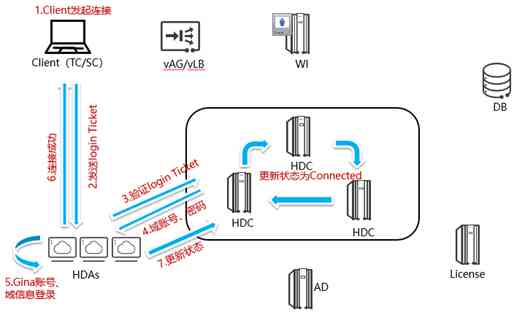 1.Client发起连接
Client（TC/SC）
vAG/vLB
WI
DB
6.连接成功
2.发送login Ticket
3.验证login Ticket
4.域账号、密码
7.更新状态
HDC
更新状态为Connected
HDC
HDC
5.Gina账号、
域信息登录
HDAs
AD
License